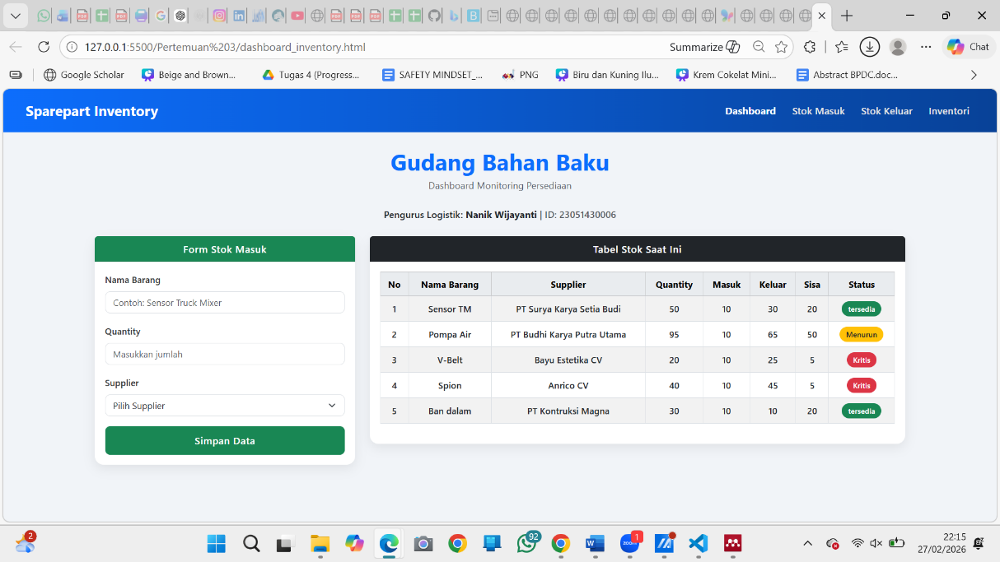 127.0.0.1:5500/Pertemuan%203/dashboard_inventory.html
Summarize
Chat
Google Scholar
Beige and Brown...
Tugas 4 (Progress...
SAFETY MINDSET_...
PNG
Biru dan Kuning Ilu...
Krem Cokelat Mini...
Abstract BPDC.doc...
Sparepart Inventory
Dashboard Stok Masuk Stok Keluar Inventori
Gudang Bahan Baku
Dashboard Monitoring Persediaan
Pengurus Logistik: Nanik Wijayanti | ID: 23051430006
Form Stok Masuk
Nama Barang
Contoh: Sensor Truck Mixer
Quantity
Masukkan jumlah
Supplier
Pilih Supplier
Simpan Data
Tabel Stok Saat Ini
No Nama Barang Supplier Quantity Masuk Keluar Sisa Status
1 Sensor TM PT Surya Karya Setia Budi 50 10 30 20 tersedia
2 Pompa Air PT Budhi Karya Putra Utama 95 10 65 50 Menurun
3 V-Belt Bayu Estetika CV 20 10 25 5 Kritis
4 Spion Anrico CV 40 10 45 5 Kritis
5 Ban dalam PT Kontruksi Magna 30 10 10 20 tersedia
2
92
zoom
1
22:15
27/02/2026